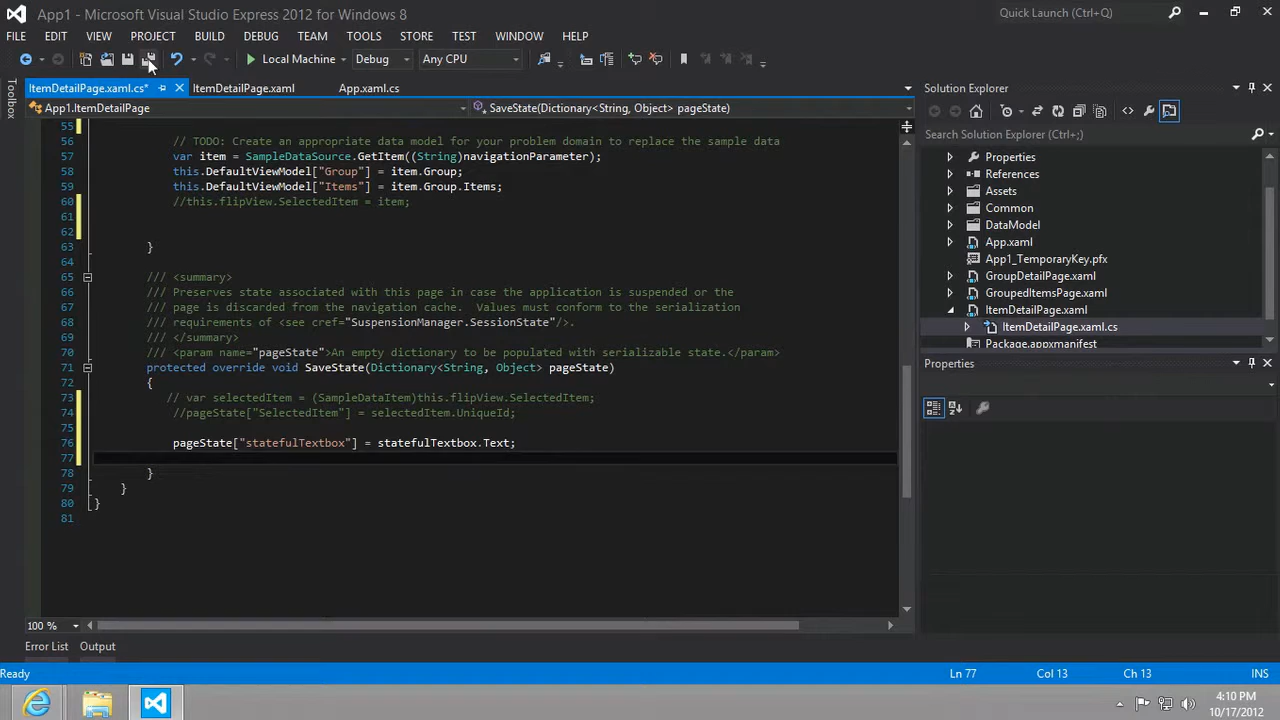 App1 - Microsoft Visual Studio Express 2012 for Windows 8
Quick Launch (Ctrl+Q)
FILE EDIT VIEW PROJECT BUILD DEBUG TEAM TOOLS STORE TEST WINDOW HELP
Local Machine Debug Any CPU
Toolbox
ItemDetailPage.xaml.cs* ItemDetailPage.xaml.cs App.xaml.cs
App1.ItemDetailPage SaveState(Dictionary<String, Object> pageState)
55
56 // TODO: Create an appropriate data model for your problem domain to replace the sample data
57 var item = SampleDataSource.GetItem((String)navigationParameter);
58 this.DefaultViewModel["Group"] = item.Group;
59 this.DefaultViewModel["Items"] = item.Group.Items;
60 //this.flipView.SelectedItem = item;
61
62
63 }
64
65 /// <summary>
66 /// Preserves state associated with this page in case the application is suspended or the
67 /// page is discarded from the navigation cache.  Values must conform to the serialization
68 /// requirements of <see cref="SuspensionManager.SessionState"/>.
69 /// </summary>
70 /// <param name="pageState">An empty dictionary to be populated with serializable state.</param>
71 protected override void SaveState(Dictionary<String, Object> pageState)
72 {
73 // var selectedItem = (SampleDataItem)this.flipView.SelectedItem;
74 //pageState["SelectedItem"] = selectedItem.UniqueId;
75
76 pageState["statefulTextbox"] = statefulTextbox.Text;
77
78 }
79 }
80 }
81
100 %
Error List Output
Ready Ln 77 Col 13 Ch 13 INS
Solution Explorer
Search Solution Explorer (Ctrl+;)
Properties
References
Assets
Common
DataModel
App.xaml
App1_TemporaryKey.pfx
GroupDetailPage.xaml
GroupedItemsPage.xaml
ItemDetailPage.xaml
ItemDetailPage.xaml.cs
Package.appxmanifest
Properties
4:10 PM
10/17/2012